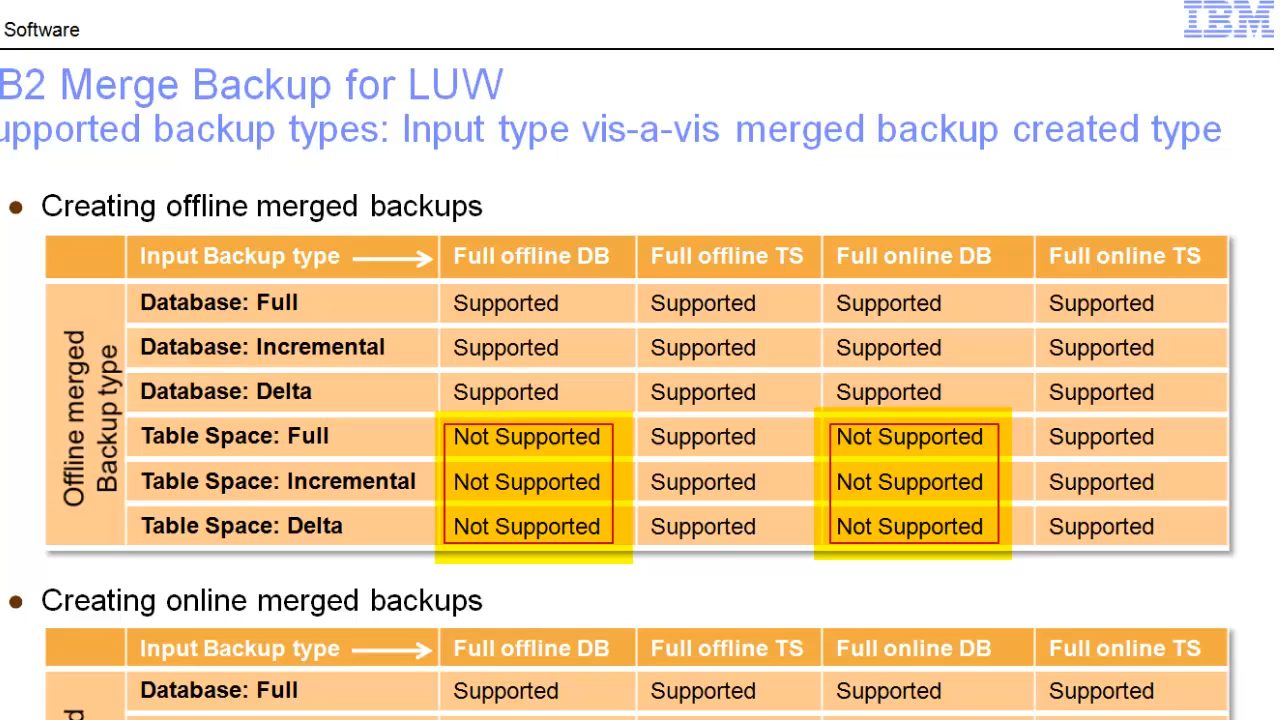 Software
IBM
B2 Merge Backup for LUW
upported backup types: Input type vis-a-vis merged backup created type
Creating offline merged backups
Input Backup type Full offline DB Full offline TS Full online DB Full online TS
Offline merged
Backup type
Database: Full Supported Supported Supported Supported
Database: Incremental Supported Supported Supported Supported
Database: Delta Supported Supported Supported Supported
Table Space: Full Not Supported Supported Not Supported Supported
Table Space: Incremental Not Supported Supported Not Supported Supported
Table Space: Delta Not Supported Supported Not Supported Supported
Creating online merged backups
Input Backup type Full offline DB Full offline TS Full online DB Full online TS
Database: Full Supported Supported Supported Supported